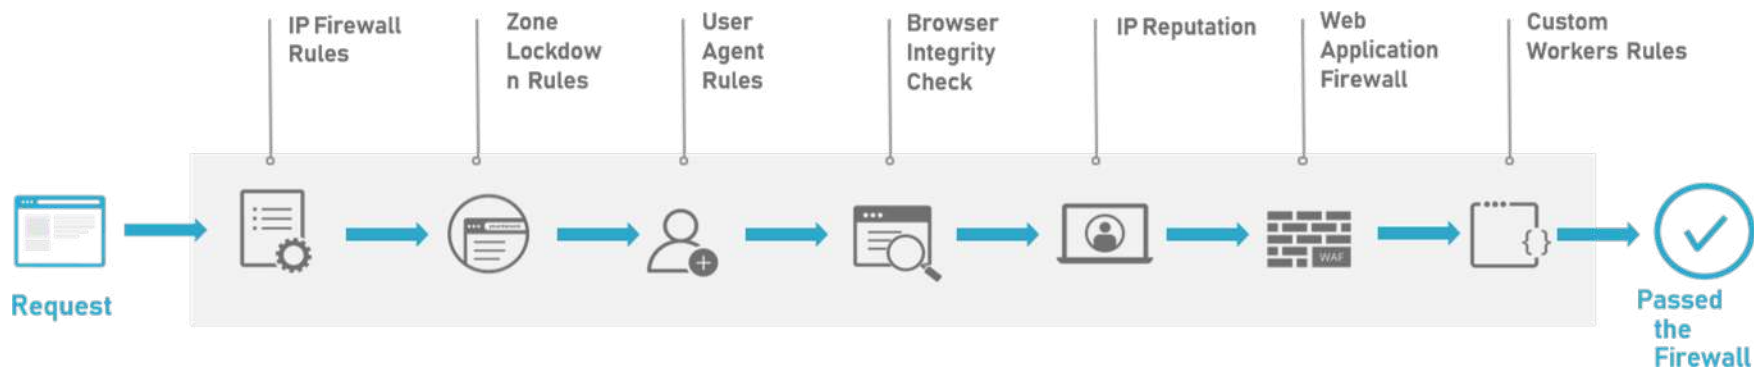 IP Firewall
Rules
Zone
Lockdow
n Rules
User
Agent
Rules
Browser
Integrity
Check
IP Reputation
Web
Application
Firewall
Custom
Workers Rules
WAF
{ }
Request
Passed
the
Firewall